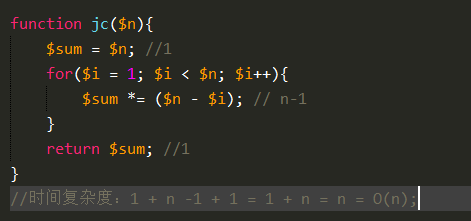 function jc($n){
$sum = $n; //1
for($i = 1; $i < $n; $i++){
$sum *= ($n - $i); // n-1
}
return $sum; //1
}
//时间复杂度：1 + n -1 + 1 = 1 + n = n = O(n);